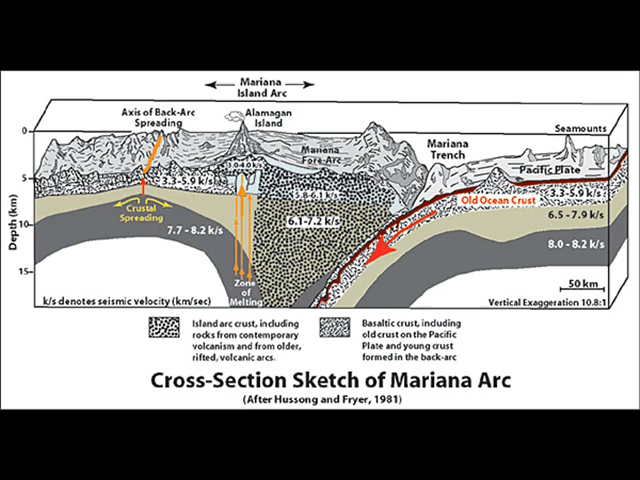 Mariana
Island Arc
Axis of Back-Arc
Spreading
Alamagan
Island
Seamounts
Mariana
Trench
Mariana
Fore-Arc
Pacific Plate
0
5
10
15
Depth (km)
3.0-4.0 k/s
3.3-5.9 k/s
3.8-6.1 k/s
3.3-5.9 k/s
Old Ocean Crust
Crustal
Spreading
6.1-7.2 k/s
6.5 - 7.9 k/s
7.7 - 8.2 k/s
8.0 - 8.2 k/s
Zone
of
Melting
50 km
k/s denotes seismic velocity (km/sec)
Vertical Exaggeration 10.8:1
Island arc crust, including
rocks from contemporary
volcanism and from older,
rifted, volcanic arcs.
Basaltic crust, including
old crust on the Pacific
Plate and young crust
formed in the back-arc
Cross-Section Sketch of Mariana Arc
(After Hussong and Fryer, 1981)